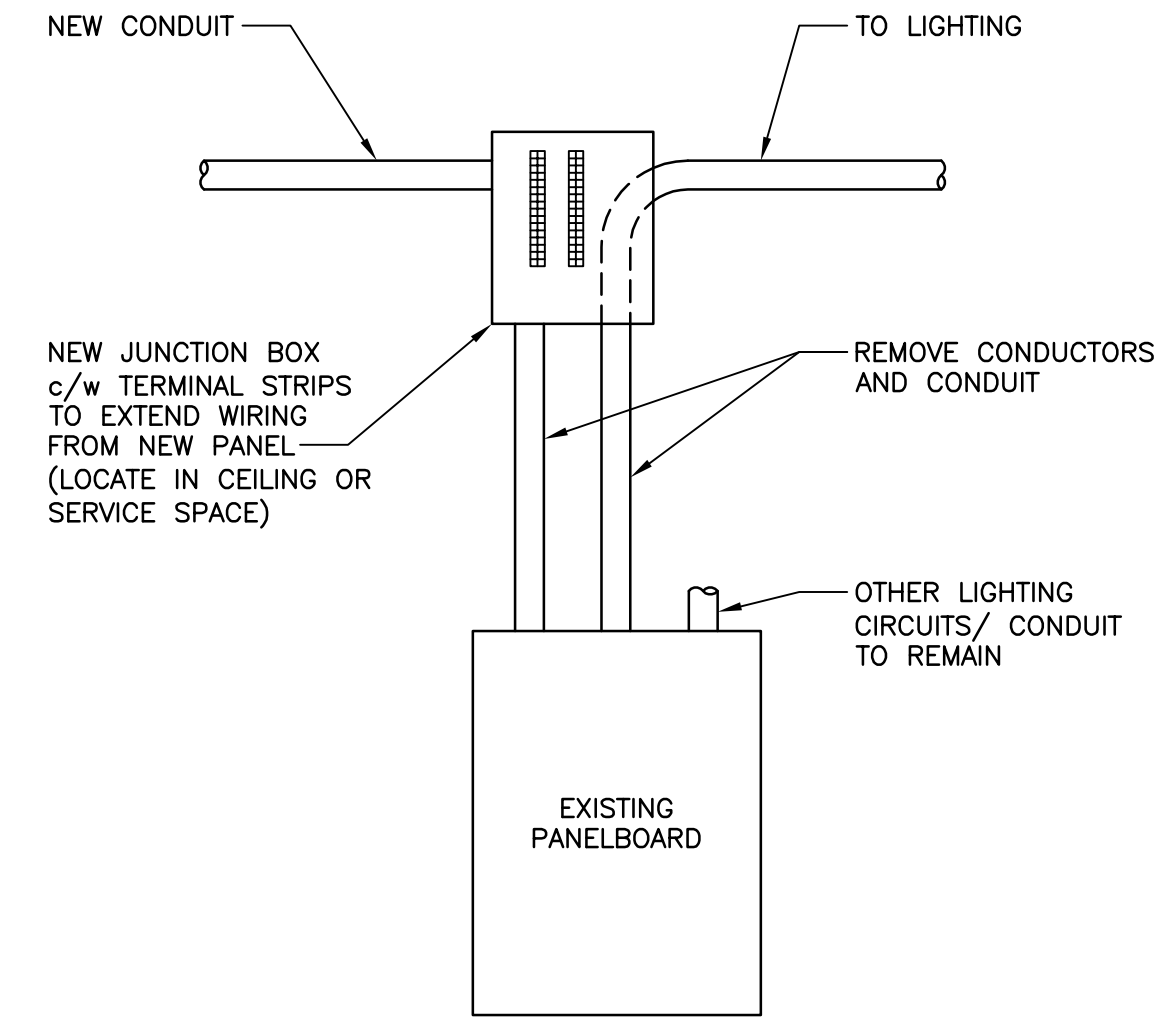 NEW CONDUIT
TO LIGHTING
NEW JUNCTION BOX
c/w TERMINAL STRIPS
TO EXTEND WIRING
FROM NEW PANEL
(LOCATE IN CEILING OR
SERVICE SPACE)
REMOVE CONDUCTORS
AND CONDUIT
OTHER LIGHTING
CIRCUITS/ CONDUIT
TO REMAIN
EXISTING
PANELBOARD